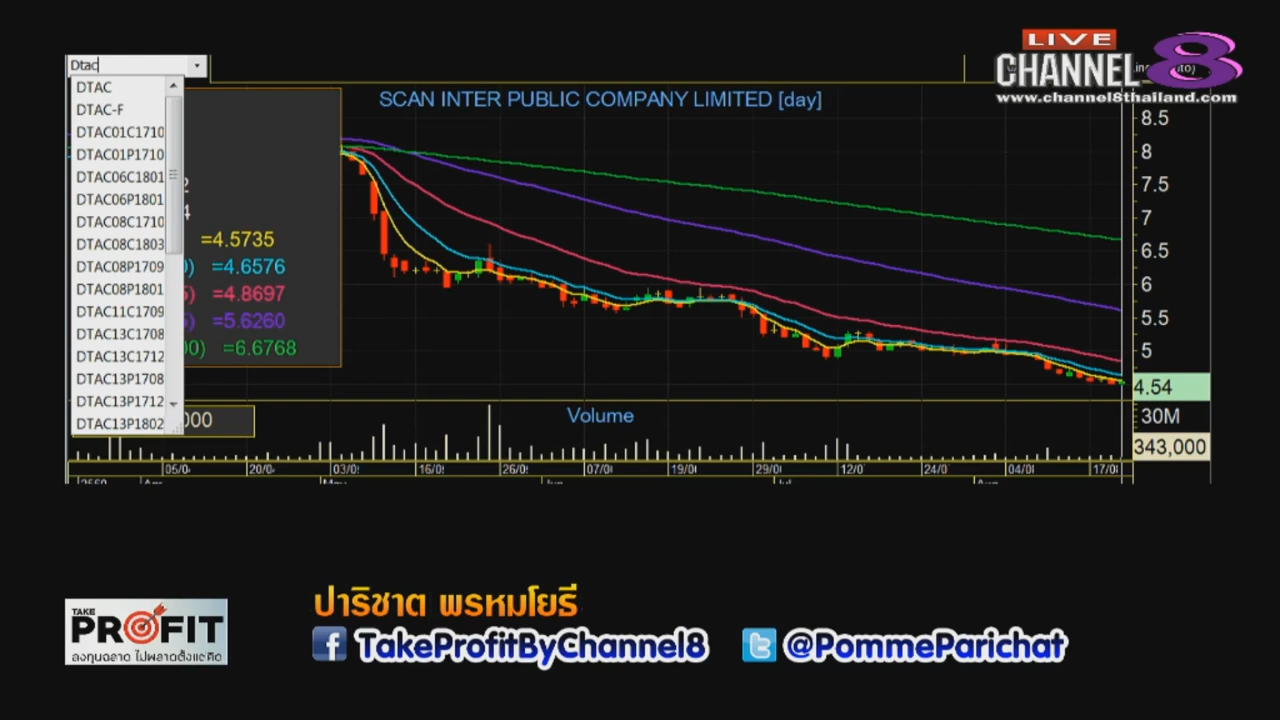 Dtac
LIVE
CHANNEL 8
www.channel8thailand.com
DTAC
DTAC-F
DTAC01C1710
DTAC01P1710
DTAC06C1801
DTAC06P1801
DTAC08C1710
DTAC08C1803
DTAC08P1709
DTAC08P1801
DTAC11C1709
DTAC13C1708
DTAC13C1712
DTAC13P1708
DTAC13P1712
DTAC13P1802
SCAN INTER PUBLIC COMPANY LIMITED [day]
=4.5735
=4.6576
=4.8697
=5.6260
=6.6768
8.5
8
7.5
7
6.5
6
5.5
5
4.54
Volume
30M
343,000
05/0 20/0 03/0 16/0 26/0 07/0 19/0 29/0 12/0 24/0 04/0 17/0
TAKE
PROFIT
ลงทุนฉลาด ไม่พลาดตั้งแต่คิด
ปาริชาต พรหมโยธี
TakeProfitByChannel8
@PommeParichat